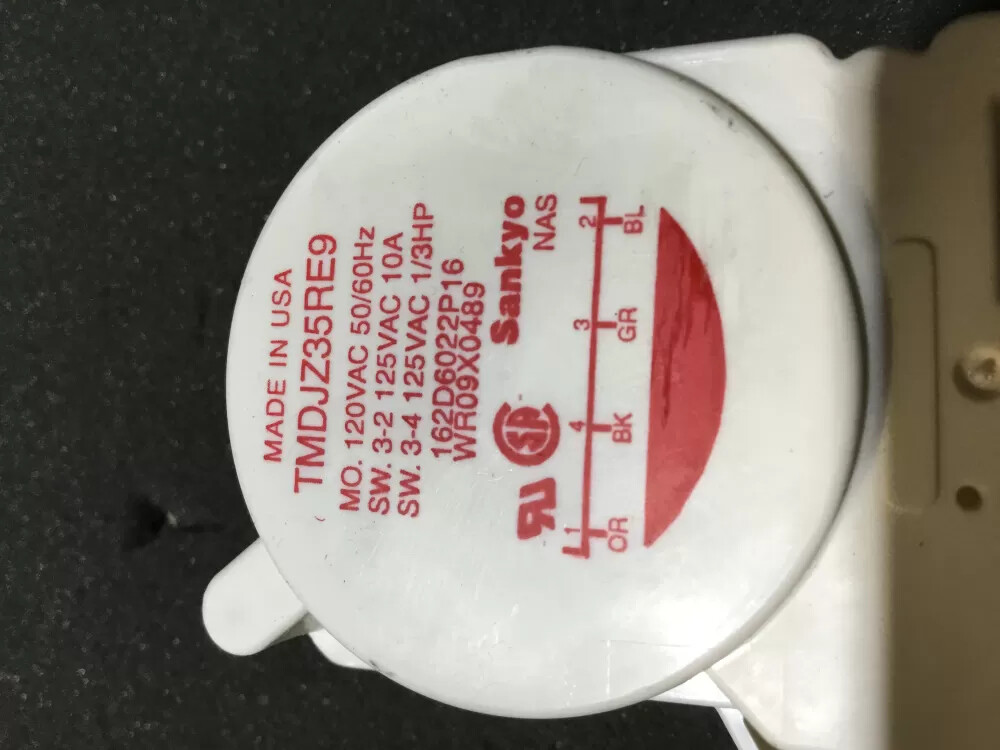 MADE IN USA
TMDJZ35RE9
MO. 120VAC 50/60Hz
SW. 3-2 125VAC 10A
SW. 3-4 125VAC 1/3HP
162D6022P16
WR09X0489
Sankyo
NAS
1 4 3 2
OR BK GR BL